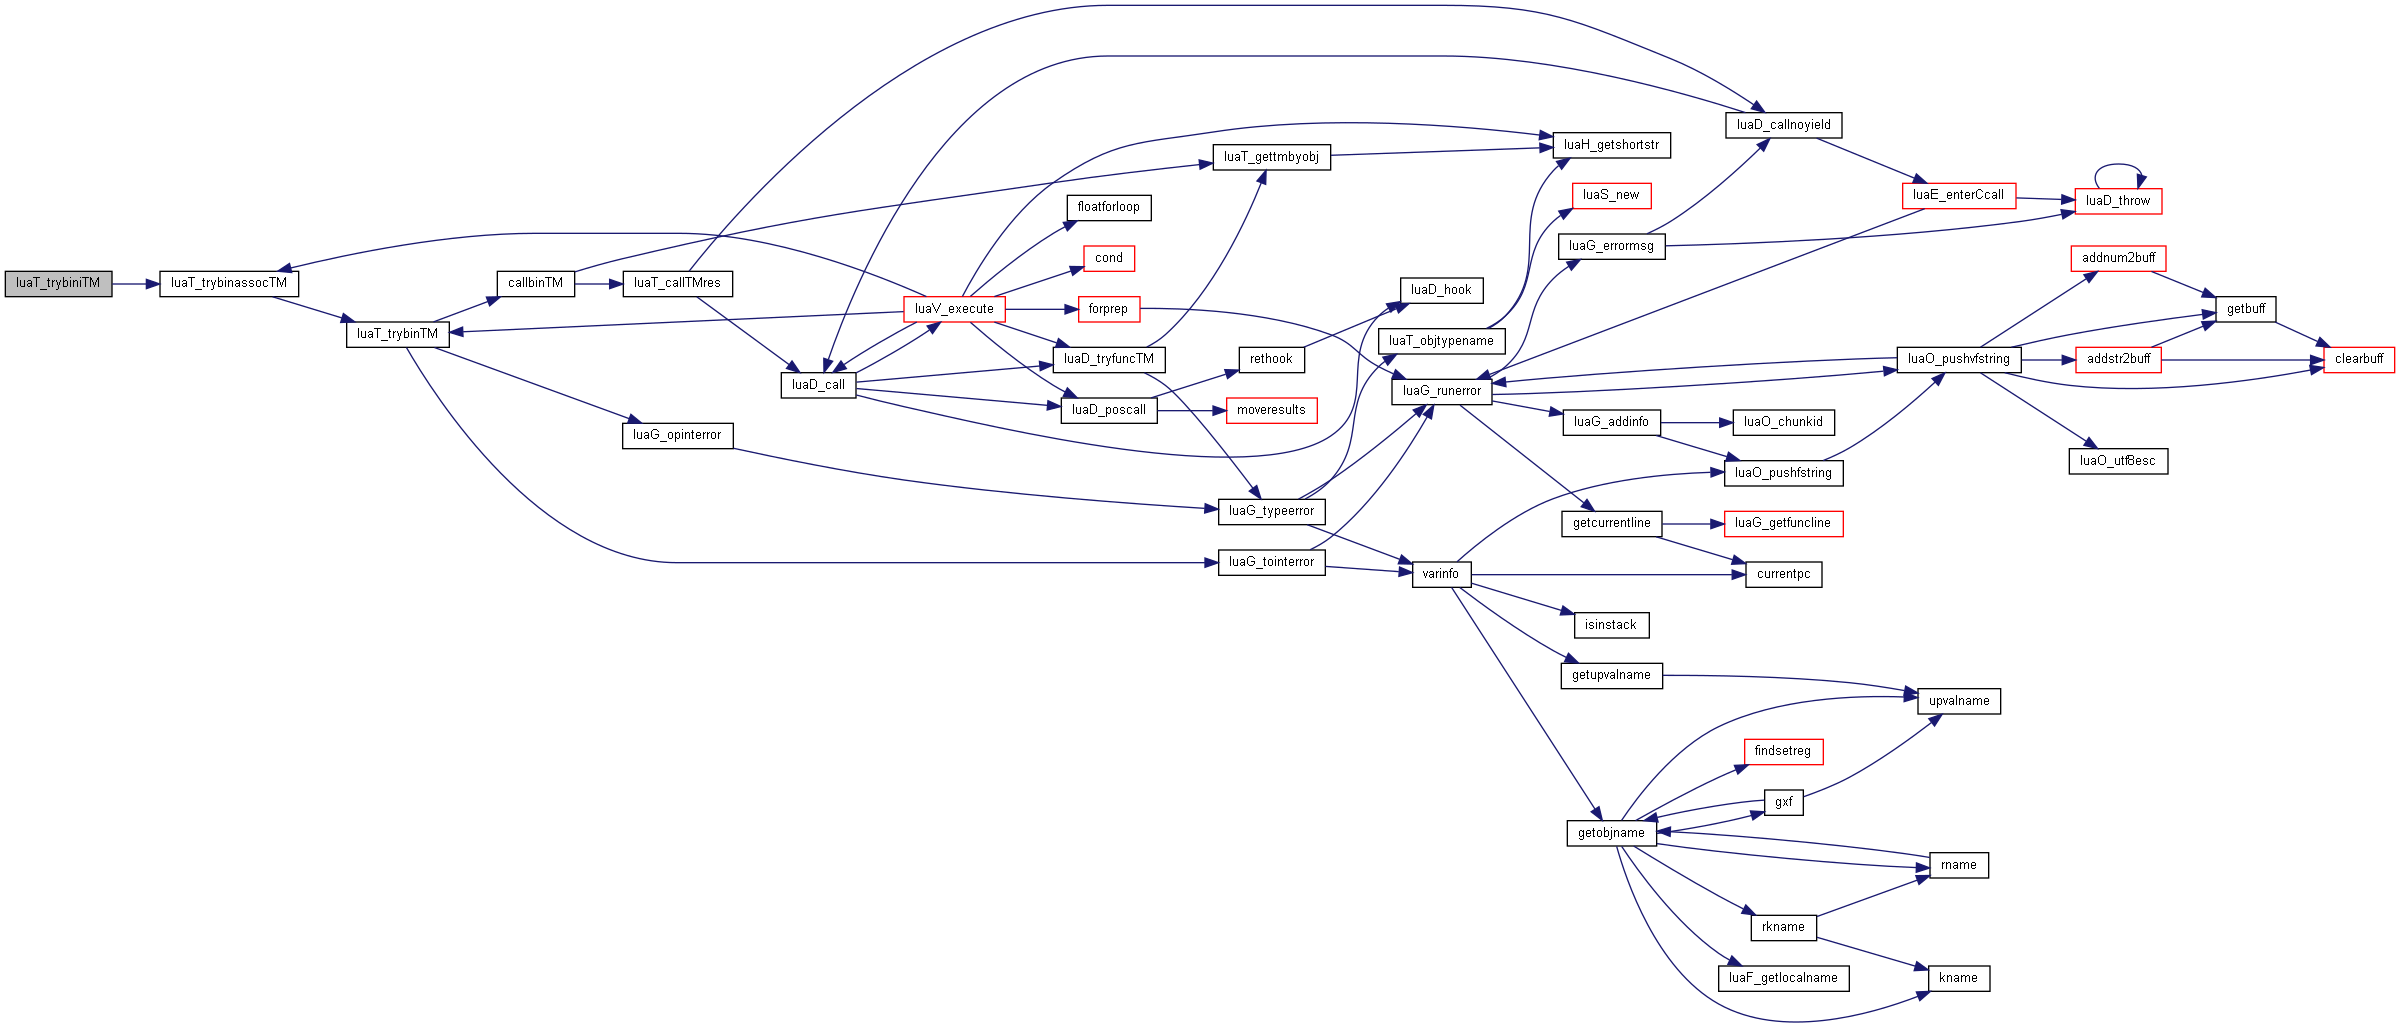 luaT_trybiniTM
luaT_trybinassocTM
luaT_trybinTM
callbinTM
luaT_callTMres
luaG_opinterror
luaD_call
luaV_execute
floatforloop
cond
forprep
luaD_tryfuncTM
luaD_poscall
luaT_gettmbyobj
rethook
moveresults
luaG_typeerror
luaG_tointerror
luaD_hook
luaT_objtypename
luaG_runerror
varinfo
luaH_getshortstr
luaS_new
luaG_errormsg
luaG_addinfo
getcurrentline
isinstack
getupvalname
getobjname
luaD_callnoyield
luaO_chunkid
luaO_pushfstring
luaG_getfuncline
currentpc
findsetreg
gxf
rkname
luaF_getlocalname
luaE_enterCcall
luaO_pushvfstring
upvalname
rname
kname
luaD_throw
addnum2buff
addstr2buff
luaO_utf8esc
getbuff
clearbuff